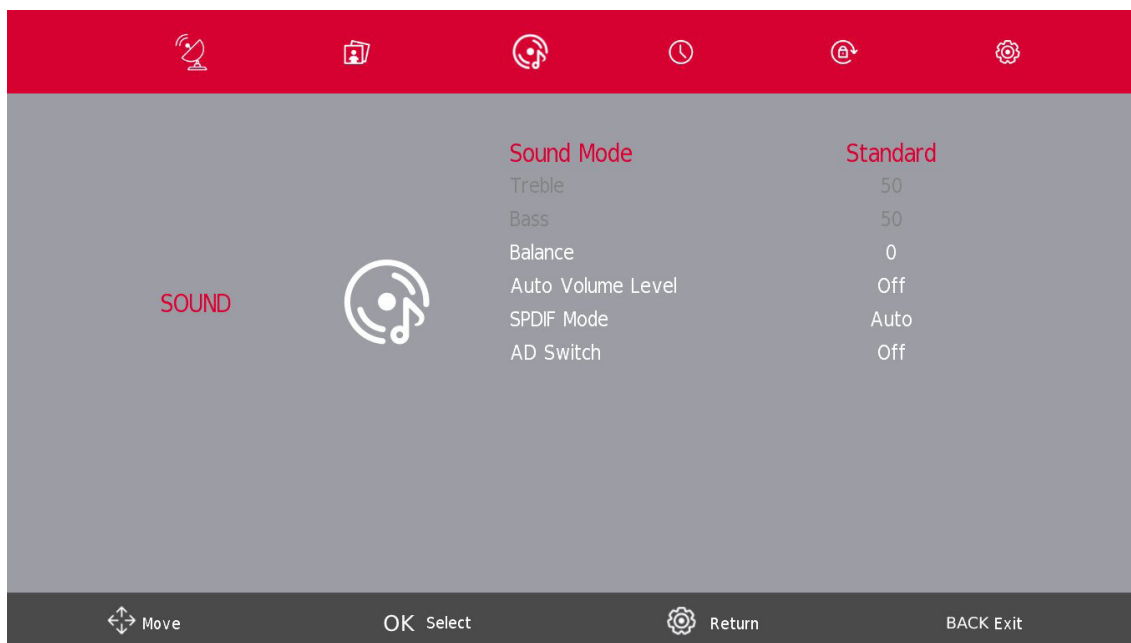 Sound Mode Standard
Treble 50
Bass 50
Balance 0
Auto Volume Level Off
SOUND
SPDIF Mode Auto
AD Switch Off
Move OK Select Return BACK Exit